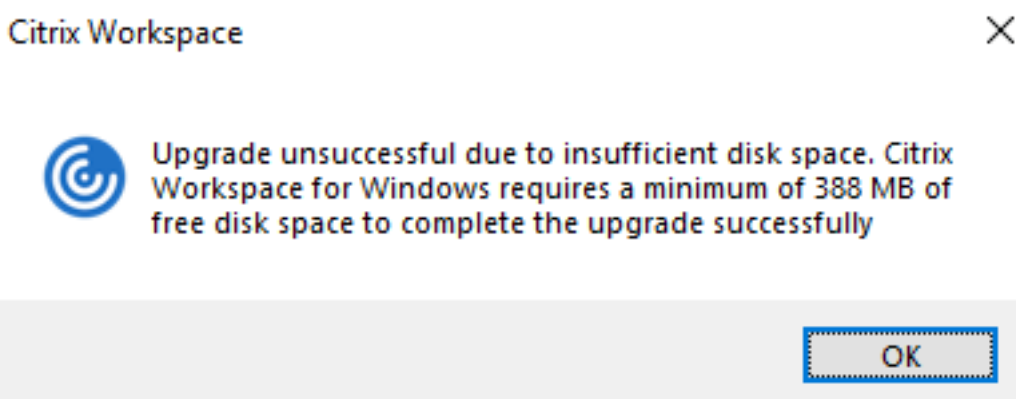 Citrix Workspace
Upgrade unsuccessful due to insufficient disk space. Citrix
Workspace for Windows requires a minimum of 388 MB of
free disk space to complete the upgrade successfully
OK